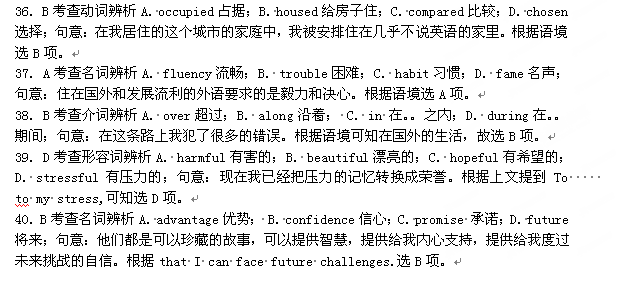 36. B考查动词辨析 A. occupied 占据；B. housed 给房子住；C. compared 比较；D. chosen
选择；句意：在我居住的这个城市的家庭中，我被安排住在几乎不说英语的家里。根据语境
选 B 项。
37. A考查名词辨析 A. fluency 流畅；B. trouble 困难；C. habit 习惯；D. fame 名声；
句意：住在国外和发展流利的外语要求的是毅力和决心。根据语境选 A 项。
38. B考查介词辨析 A. over 超过；B. along 沿着；C. in 在。。之内；D. during 在。。
期间；句意：在这条路上我犯了很多的错误。根据语境可知在国外的生活，故选 B 项。
39. D考查形容词辨析 A. harmful 有害的；B. beautiful 漂亮的；C. hopeful 有希望的；
D. stressful 有压力的；句意：现在我已经把压力的记忆转换成荣誉。根据上文提到 To
to my stress,可知选 D 项。
40. B考查名词辨析 A. advantage 优势；B. confidence 信心；C. promise 承诺；D. future
将来；句意：他们都是可以珍藏的故事，可以提供智慧，提供给我内心支持，提供给我度过
未来挑战的自信。根据 that I can face future challenges.选 B 项。